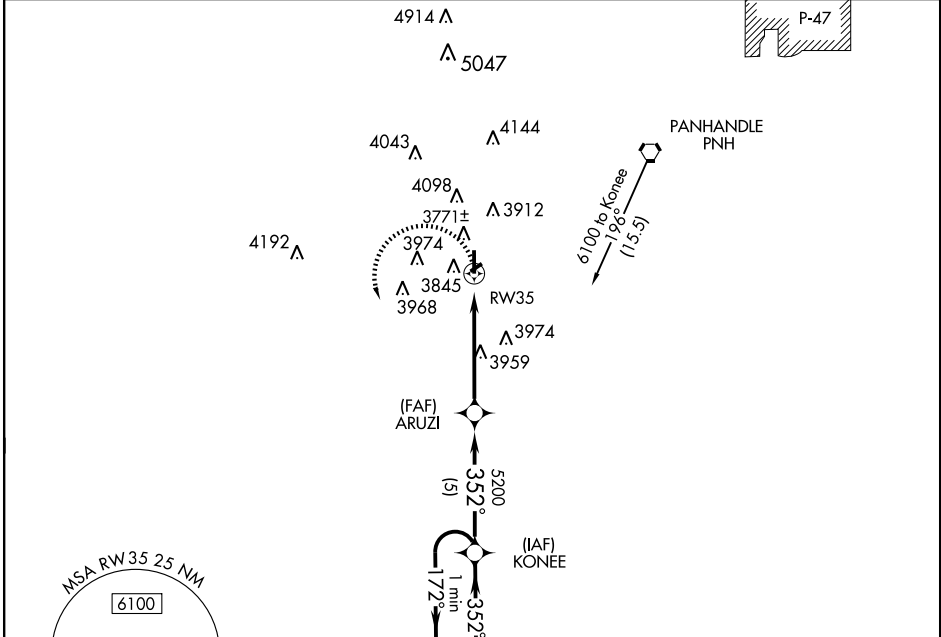 4914
P-47
5047
PANHANDLE
PNH
4144
4043
4098
3912
3771±
6100 to Konee
196°
(15.5)
4192
3974
3845
3968
RW35
3974
3959
(FAF)
ARUZI
5200
352°
(5)
(IAF)
KONEE
1 min
172°
352°
MSA RW35 25 NM
6100